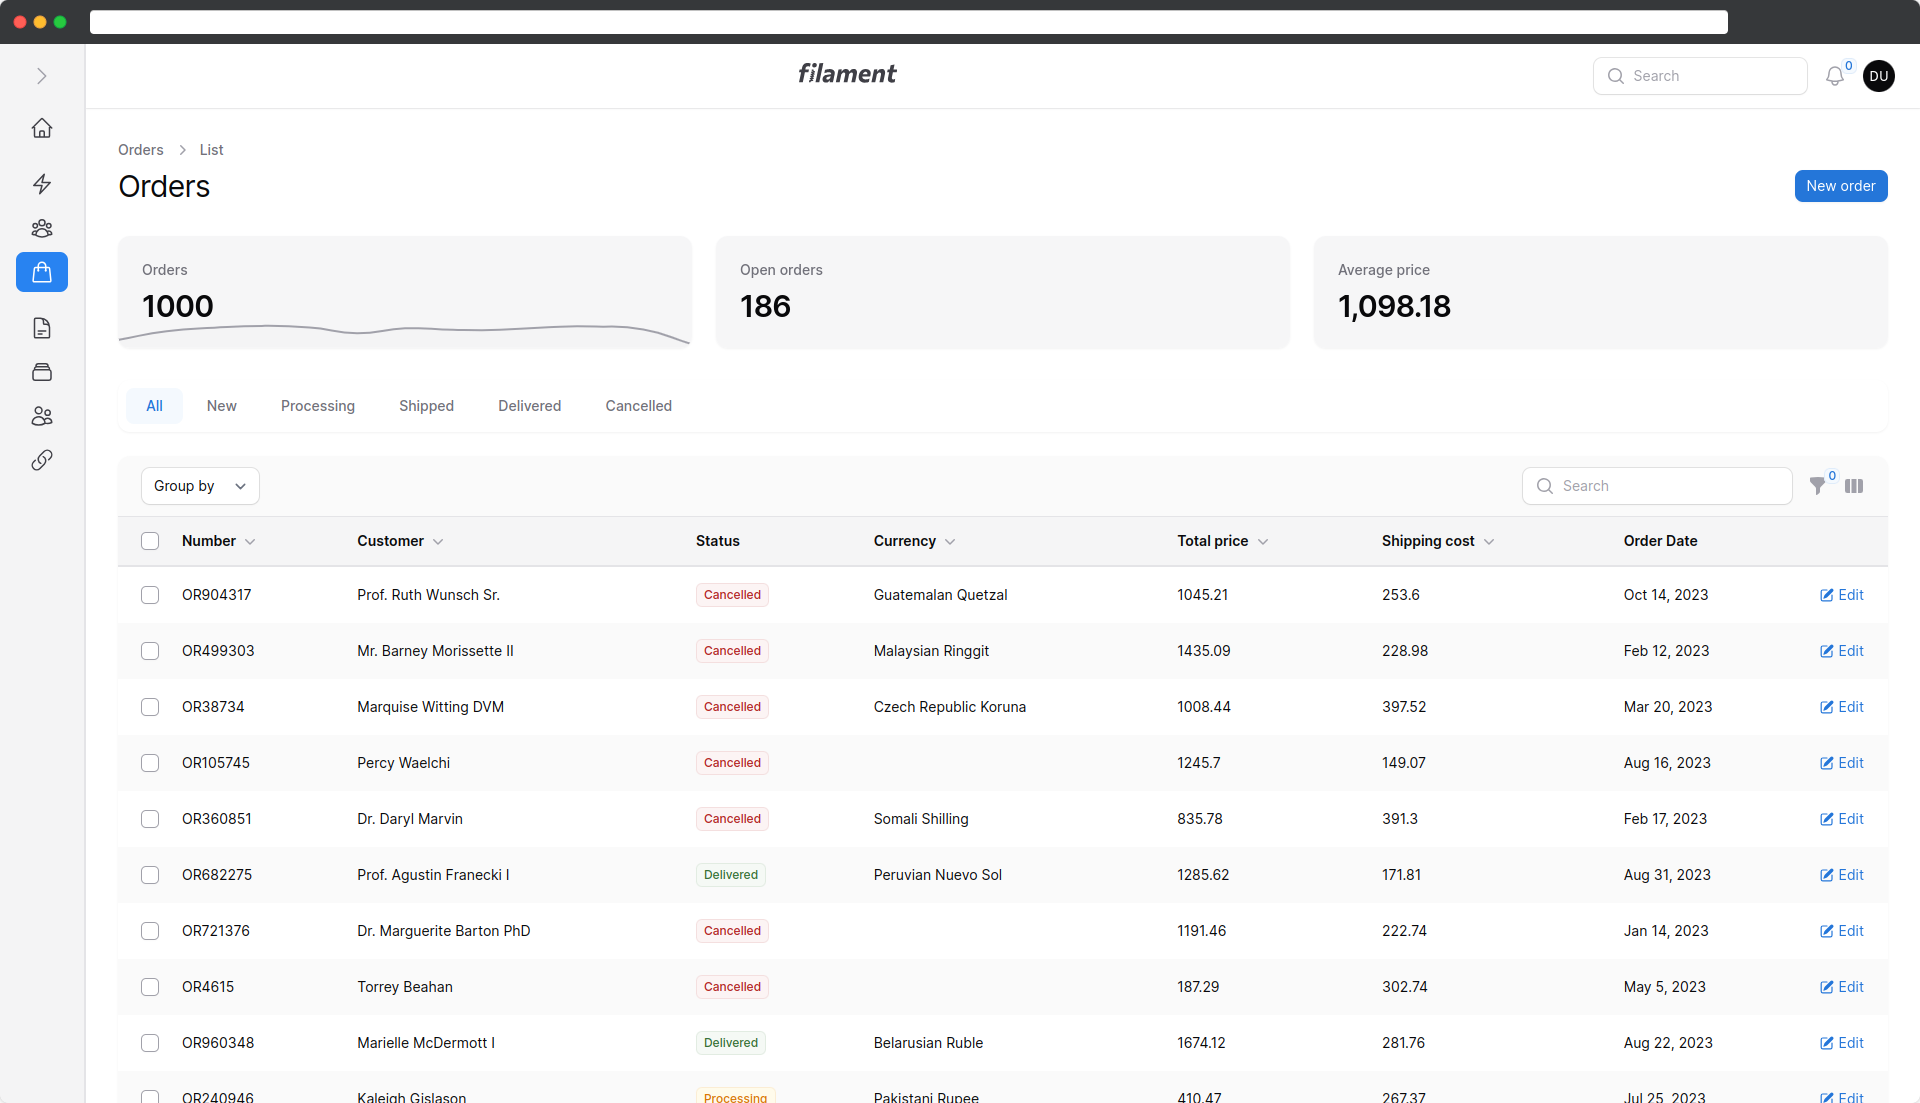 filament
Search
0
DU
Orders
List
Orders
New order
Orders
1000
Open orders
186
Average price
1,098.18
All New Processing Shipped Delivered Cancelled
Group by
Search
0
Number Customer Status Currency Total price Shipping cost Order Date
OR904317 Prof. Ruth Wunsch Sr. Cancelled Guatemalan Quetzal 1045.21 253.6 Oct 14, 2023 Edit
OR499303 Mr. Barney Morissette II Cancelled Malaysian Ringgit 1435.09 228.98 Feb 12, 2023 Edit
OR38734 Marquise Witting DVM Cancelled Czech Republic Koruna 1008.44 397.52 Mar 20, 2023 Edit
OR105745 Percy Waelchi Cancelled 1245.7 149.07 Aug 16, 2023 Edit
OR360851 Dr. Daryl Marvin Cancelled Somali Shilling 835.78 391.3 Feb 17, 2023 Edit
OR682275 Prof. Agustin Franecki I Delivered Peruvian Nuevo Sol 1285.62 171.81 Aug 31, 2023 Edit
OR721376 Dr. Marguerite Barton PhD Cancelled 1191.46 222.74 Jan 14, 2023 Edit
OR4615 Torrey Beahan Cancelled 187.29 302.74 May 5, 2023 Edit
OR960348 Marielle McDermott I Delivered Belarusian Ruble 1674.12 281.76 Aug 22, 2023 Edit
OR240946 Kaleigh Gislason Processing Pakistani Rupee 410.47 267.37 Jul 25, 2023 Edit